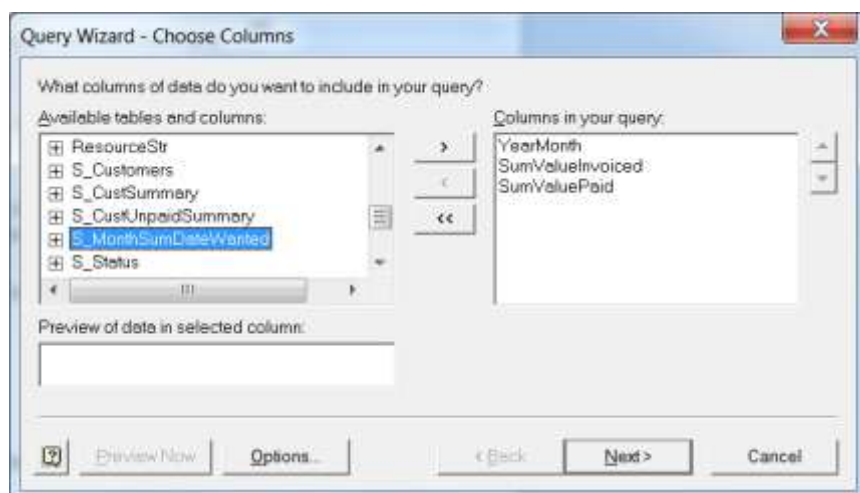 Query Wizard - Choose Columns
What columns of data do you want to include in your query?
Available tables and columns:
ResourceStr
S_Customers
S_CustSummary
S_CustUnpaidSummary
S_MonthSumDateWanted
S_Status
Columns in your query:
YearMonth
SumValueInvoiced
SumValuePaid
>
<
<<
Preview of data in selected column:
Preview Now
Options...
< Back
Next >
Cancel